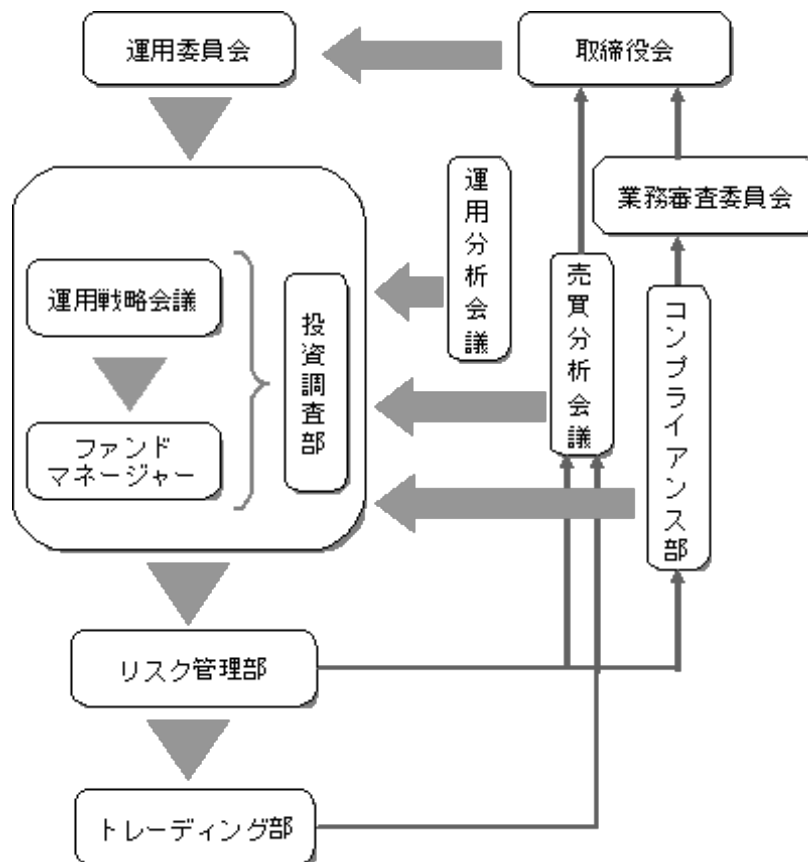 運用委員会
取締役会
運用分析会議
業務審査委員会
運用戦略会議
投資調査部
売買分析会議
コンプライアンス部
ファンド
マネージャー
リスク管理部
トレーディング部